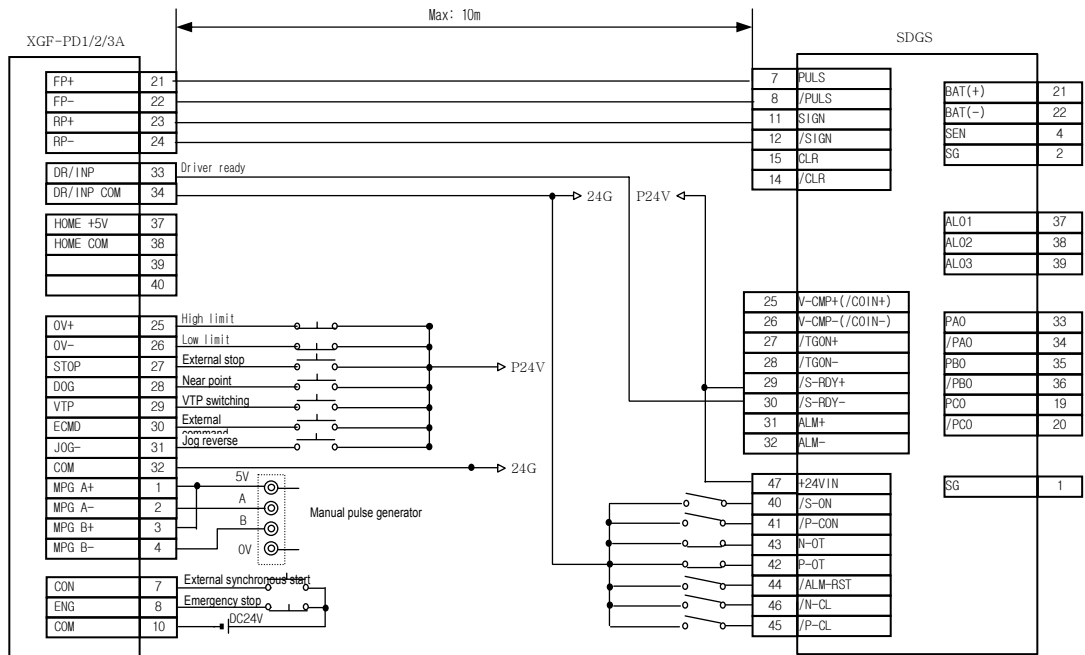 Max: 10m
XGF-PD1/2/3A
SDGS
FP+ 21
FP- 22
RP+ 23
RP- 24
DR/INP 33 Driver ready
DR/INP COM 34
24G
P24V
HOME +5V 37
HOME COM 38
39
40
OV+ 25 High limit
OV- 26 Low limit
STOP 27 External stop
DOG 28 Near point
VTP 29 VTP switching
ECMD 30 External command
JOG- 31 Jog reverse
COM 32
P24V
24G
MPG A+ 1
MPG A- 2
MPG B+ 3
MPG B- 4
5V
A
B
0V
Manual pulse generator
CON 7 External synchronous start
ENG 8 Emergency stop
COM 10 DC24V
7 PULS
8 /PULS
11 SIGN
12 /SIGN
15 CLR
14 /CLR
25 V-CMP+(/COIN+)
26 V-CMP-(/COIN-)
27 /TGON+
28 /TGON-
29 /S-RDY+
30 /S-RDY-
31 ALM+
32 ALM-
47 +24VIN
40 /S-ON
41 /P-CON
43 N-OT
42 P-OT
44 /ALM-RST
46 /N-CL
45 /P-CL
BAT(+) 21
BAT(-) 22
SEN 4
SG 2
ALO1 37
ALO2 38
ALO3 39
PAO 33
/PAO 34
PBO 35
/PBO 36
PCO 19
/PCO 20
SG 1